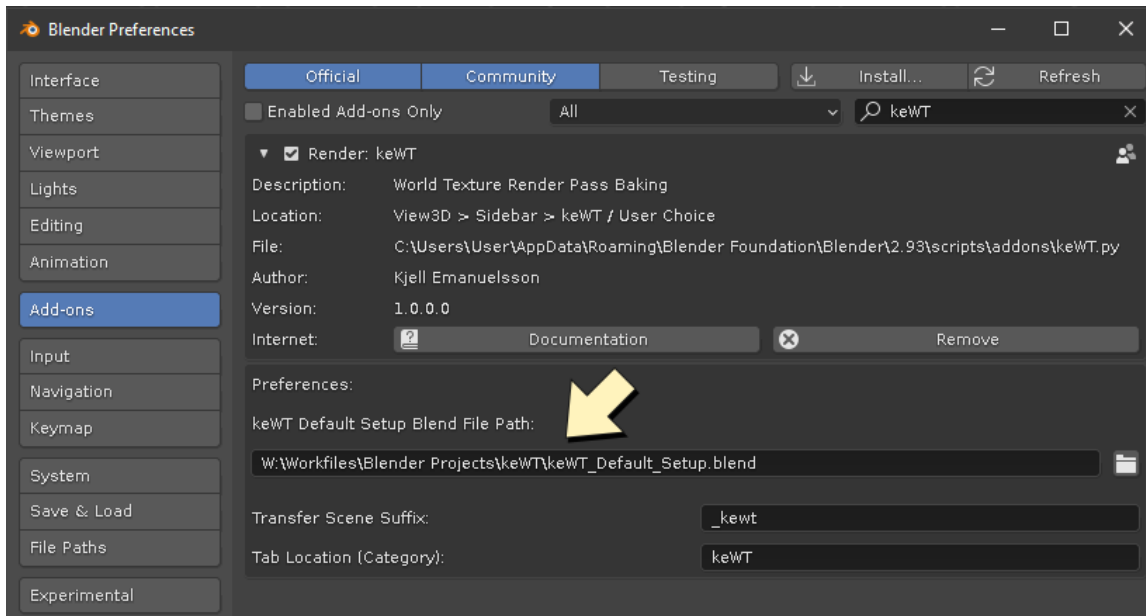 Blender Preferences
Interface
Themes
Viewport
Lights
Editing
Animation
Add-ons
Input
Navigation
Keymap
System
Save & Load
File Paths
Experimental
Official Community Testing Install... Refresh
Enabled Add-ons Only All keWT
Render: keWT
Description: World Texture Render Pass Baking
Location: View3D > Sidebar > keWT / User Choice
File: C:\Users\User\AppData\Roaming\Blender Foundation\Blender\2.93\scripts\addons\keWT.py
Author: Kjell Emanuelsson
Version: 1.0.0.0
Internet: Documentation Remove
Preferences:
keWT Default Setup Blend File Path:
W:\Workfiles\Blender Projects\keWT\keWT_Default_Setup.blend
Transfer Scene Suffix: _kewt
Tab Location (Category): keWT